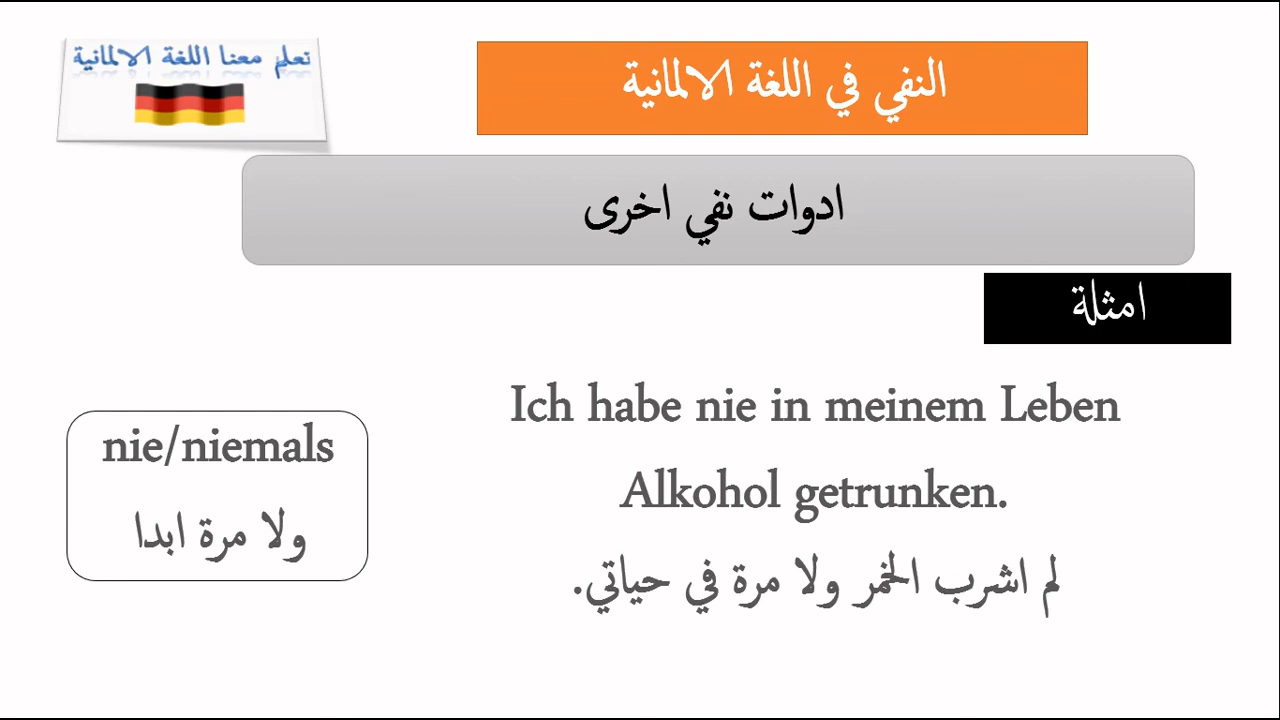 تعلم معنا اللغة الالمانية
النفي في اللغة الالمانية
ادوات نفي اخرى
امثلة
Ich habe nie in meinem Leben
Alkohol getrunken.
لم اشرب الخمر ولا مرة في حياتي.
nie/niemals
ولا مرة ابدا